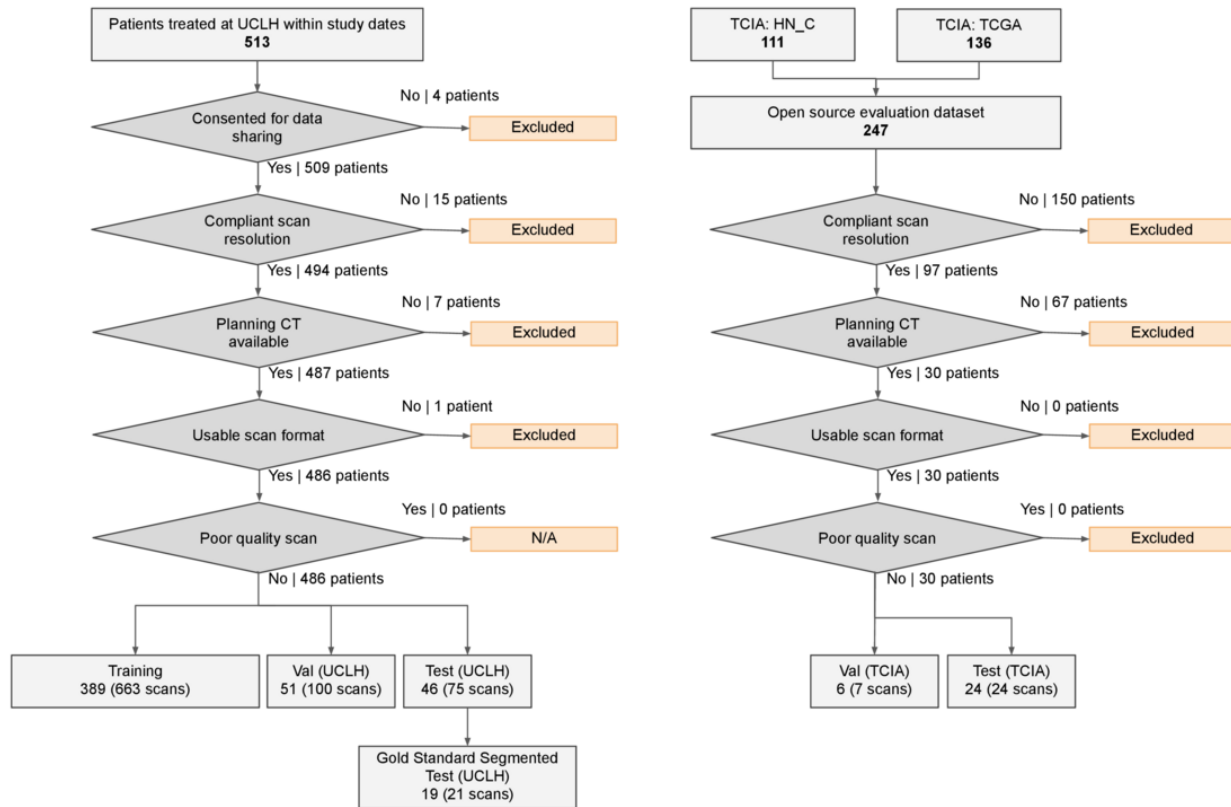 Patients treated at UCLH within study dates
513
No | 4 patients
Consented for data
sharing
Excluded
Yes | 509 patients
No | 15 patients
Compliant scan
resolution
Excluded
Yes | 494 patients
No | 7 patients
Planning CT
available
Excluded
Yes | 487 patients
No | 1 patient
Usable scan format
Excluded
Yes | 486 patients
Yes | 0 patients
Poor quality scan
N/A
No | 486 patients
Training
389 (663 scans)
Val (UCLH)
51 (100 scans)
Test (UCLH)
46 (75 scans)
Gold Standard Segmented
Test (UCLH)
19 (21 scans)
TCIA: HN_C
111
TCIA: TCGA
136
Open source evaluation dataset
247
No | 150 patients
Compliant scan
resolution
Excluded
Yes | 97 patients
No | 67 patients
Planning CT
available
Excluded
Yes | 30 patients
No | 0 patients
Usable scan format
Excluded
Yes | 30 patients
Yes | 0 patients
Poor quality scan
Excluded
No | 30 patients
Val (TCIA)
6 (7 scans)
Test (TCIA)
24 (24 scans)